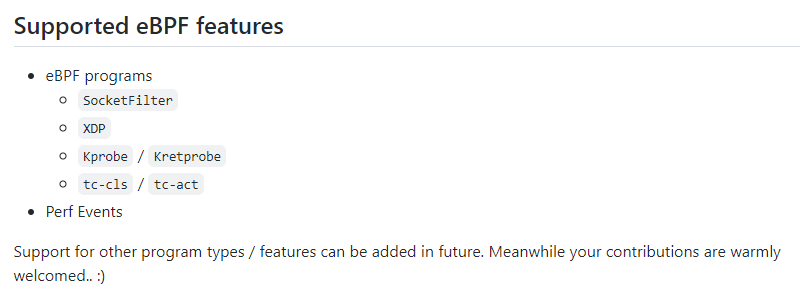 Supported eBPF features
eBPF programs
SocketFilter
XDP
Kprobe / Kretprobe
tc-cls / tc-act
Perf Events
Support for other program types / features can be added in future. Meanwhile your contributions are warmly
welcomed.. :)